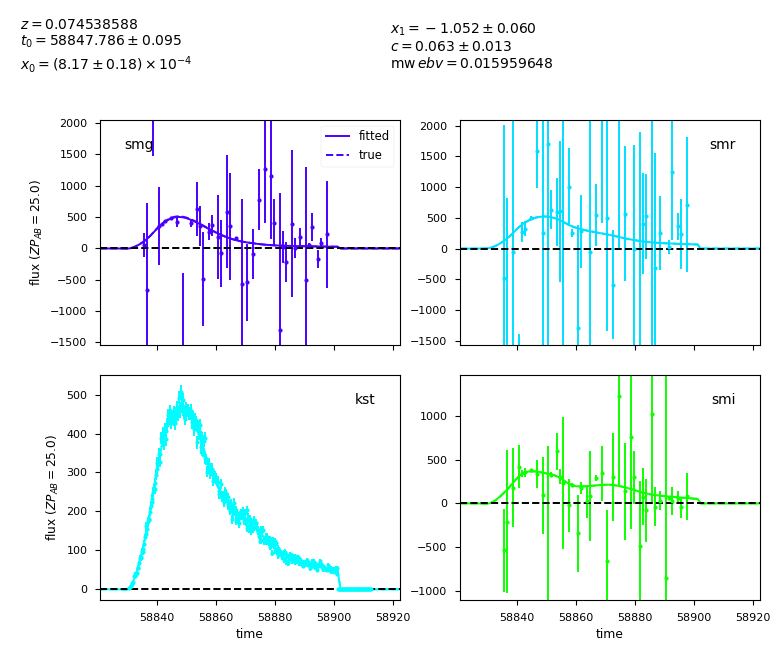 z = 0.074538588
t₀ = 58847.786 ± 0.095
x₀ = (8.17 ± 0.18) × 10⁻⁴
x₁ = −1.052 ± 0.060
c = 0.063 ± 0.013
mw ebv = 0.015959648
smg
fitted
true
2000
1500
1000
500
0
−500
−1000
−1500
flux (ZP_AB = 25.0)
smr
2000
1500
1000
500
0
−500
−1000
−1500
kst
500
400
300
200
100
0
flux (ZP_AB = 25.0)
58840 58860 58880 58900 58920
time
smi
1000
500
0
−500
−1000
58840 58860 58880 58900 58920
time